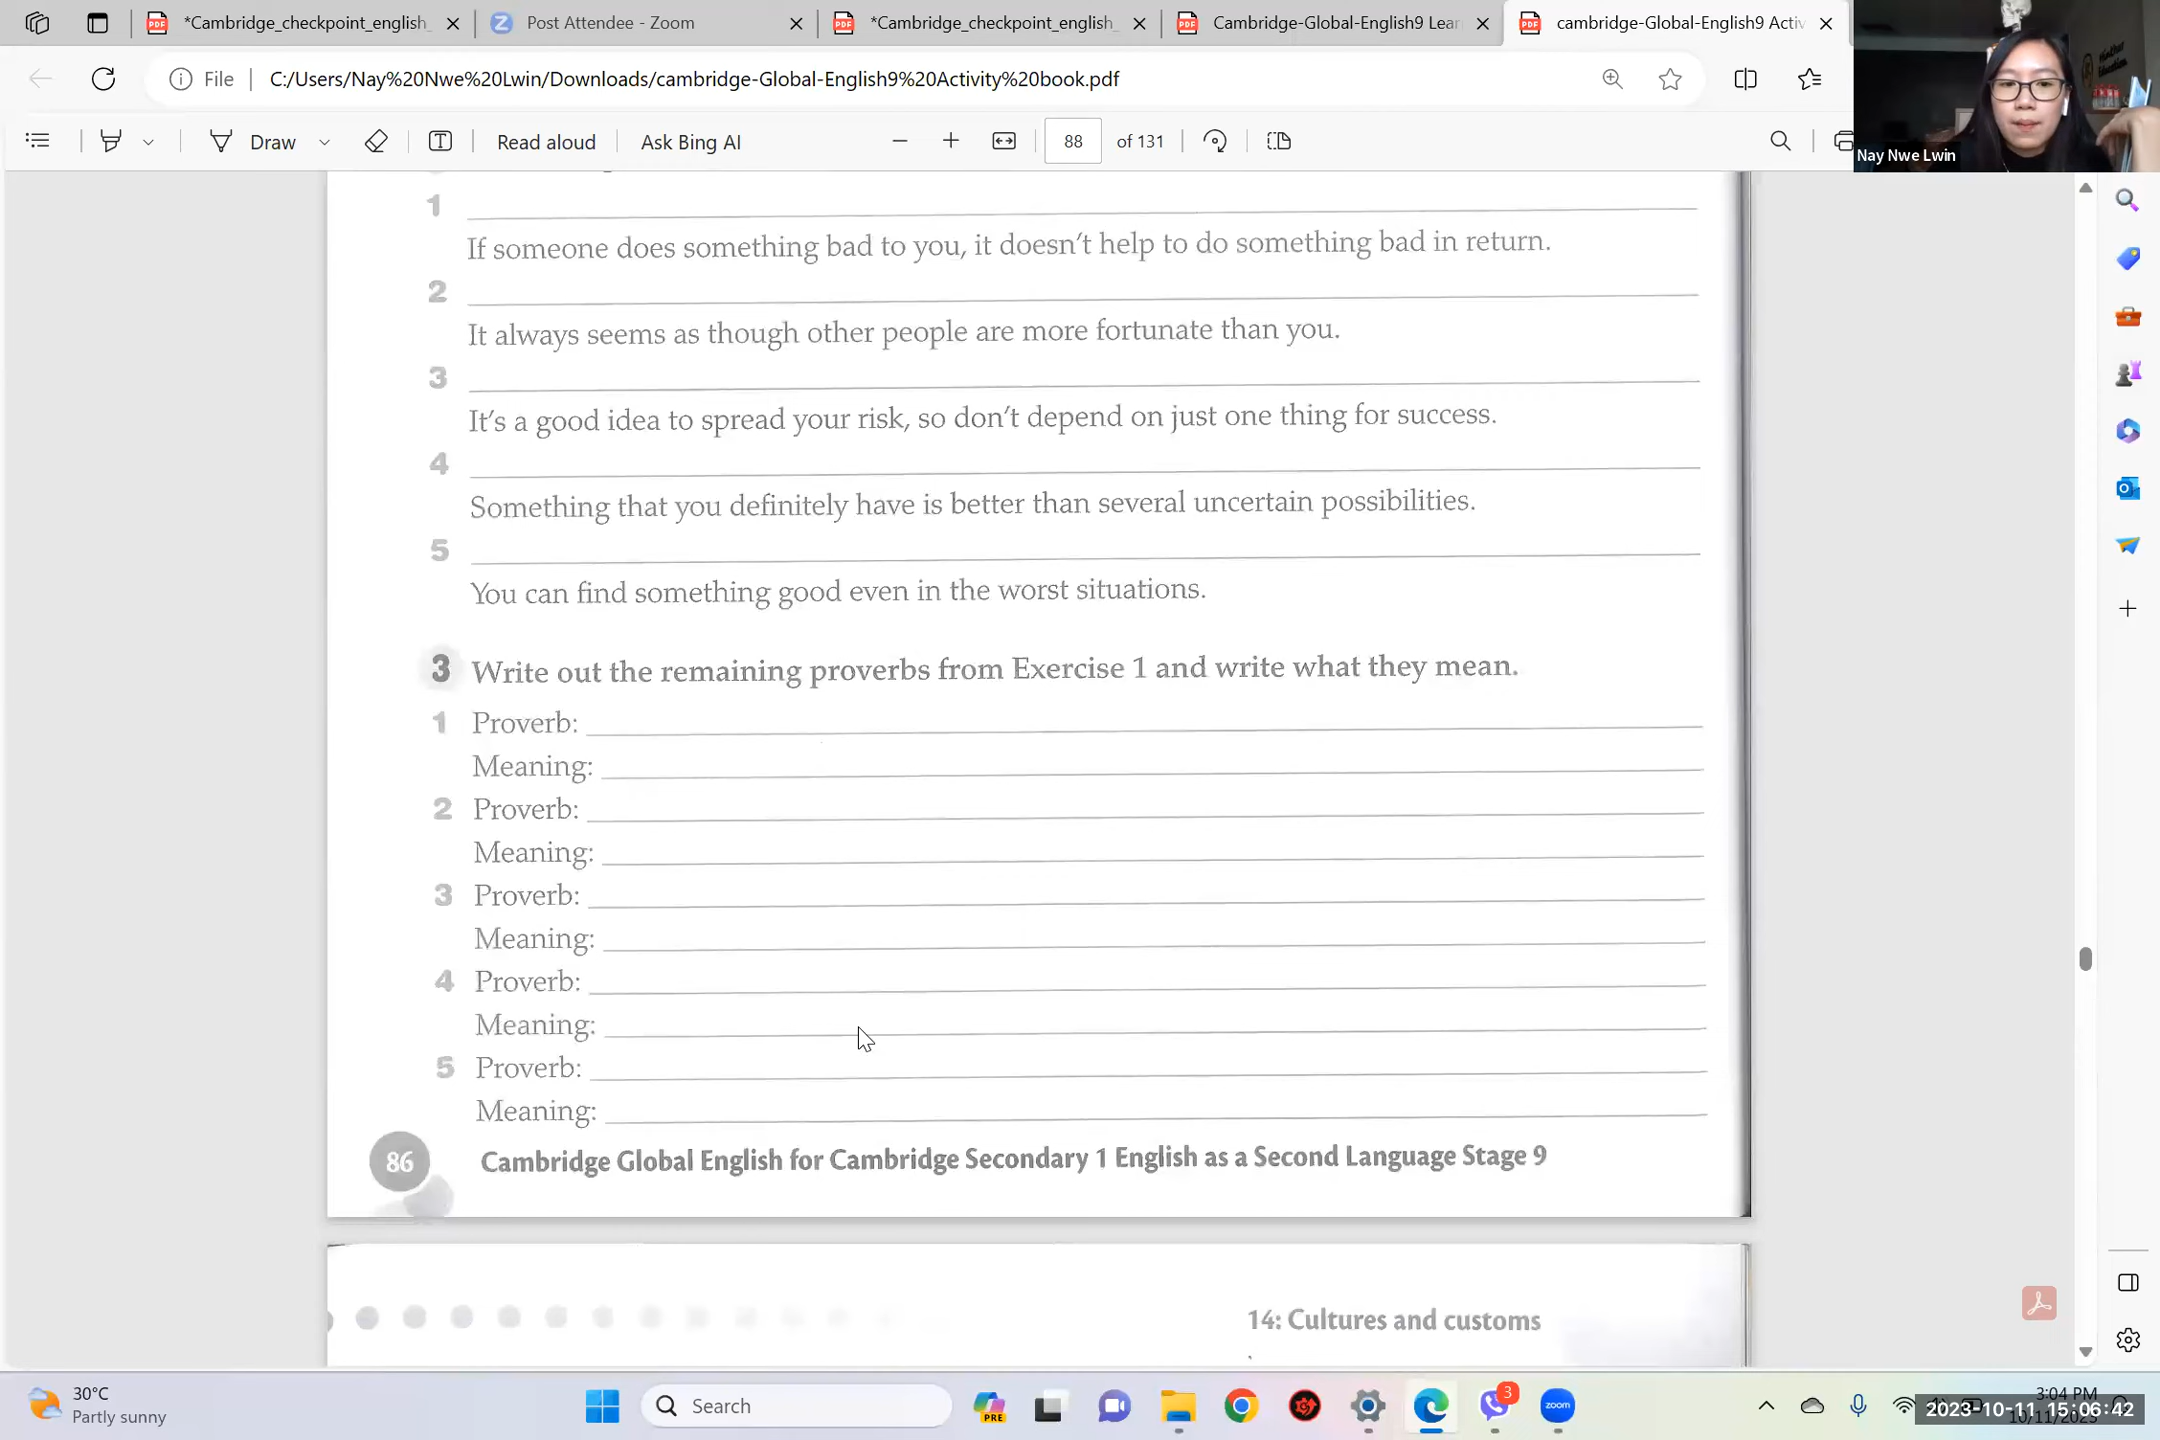 *Cambridge_checkpoint_english_
Post Attendee - Zoom
*Cambridge_checkpoint_english_
Cambridge-Global-English9 Lear
cambridge-Global-English9 Activ
File
C:/Users/Nay%20Nwe%20Lwin/Downloads/cambridge-Global-English9%20Activity%20book.pdf
Draw
Read aloud
Ask Bing AI
88
of 131
Nay Nwe Lwin
1
If someone does something bad to you, it doesn't help to do something bad in return.
2
It always seems as though other people are more fortunate than you.
3
It's a good idea to spread your risk, so don't depend on just one thing for success.
4
Something that you definitely have is better than several uncertain possibilities.
5
You can find something good even in the worst situations.
3 Write out the remaining proverbs from Exercise 1 and write what they mean.
1 Proverb:
Meaning:
2 Proverb:
Meaning:
3 Proverb:
Meaning:
4 Proverb:
Meaning:
5 Proverb:
Meaning:
86 Cambridge Global English for Cambridge Secondary 1 English as a Second Language Stage 9
14: Cultures and customs
30°C
Partly sunny
Search
PRE
3
zoom
3:04 PM
2023-10-11 15:06:42